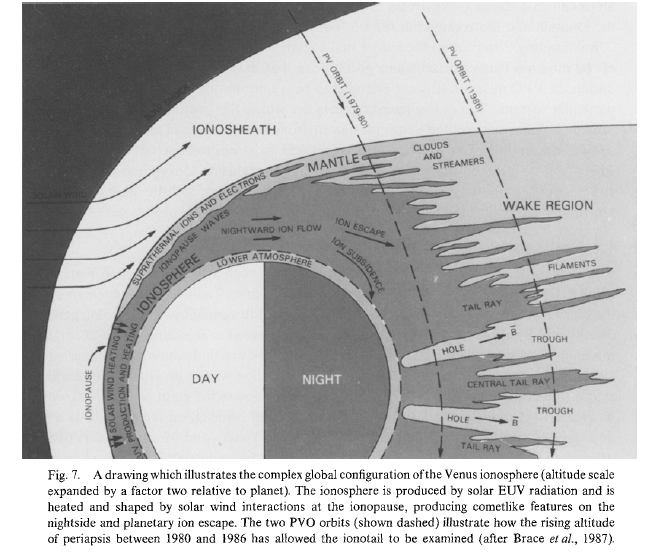 PV ORBIT (1979-80)
PV ORBIT (1986)
IONOSHEATH
CLOUDS
AND
STREAMERS
MANTLE
SOLAR WIND
SUPRATHERMAL IONS AND ELECTRONS
IONOPAUSE WAVES
WAKE REGION
NIGHTWARD ION FLOW
ION ESCAPE
ION SUBSIDENCE
IONOSPHERE
LOWER ATMOSPHERE
FILAMENTS
TAIL RAY
B
HOLE
TROUGH
IONOPAUSE
SOLAR WIND HEATING
UV PRODUCTION AND HEATING
DAY
NIGHT
CENTRAL TAIL RAY
HOLE
B
TROUGH
TAIL RAY
Fig. 7. A drawing which illustrates the complex global configuration of the Venus ionosphere (altitude scale
expanded by a factor two relative to planet). The ionosphere is produced by solar EUV radiation and is
heated and shaped by solar wind interactions at the ionopause, producing cometlike features on the
nightside and planetary ion escape. The two PVO orbits (shown dashed) illustrate how the rising altitude
of periapsis between 1980 and 1986 has allowed the ionotail to be examined (after Brace et al., 1987).